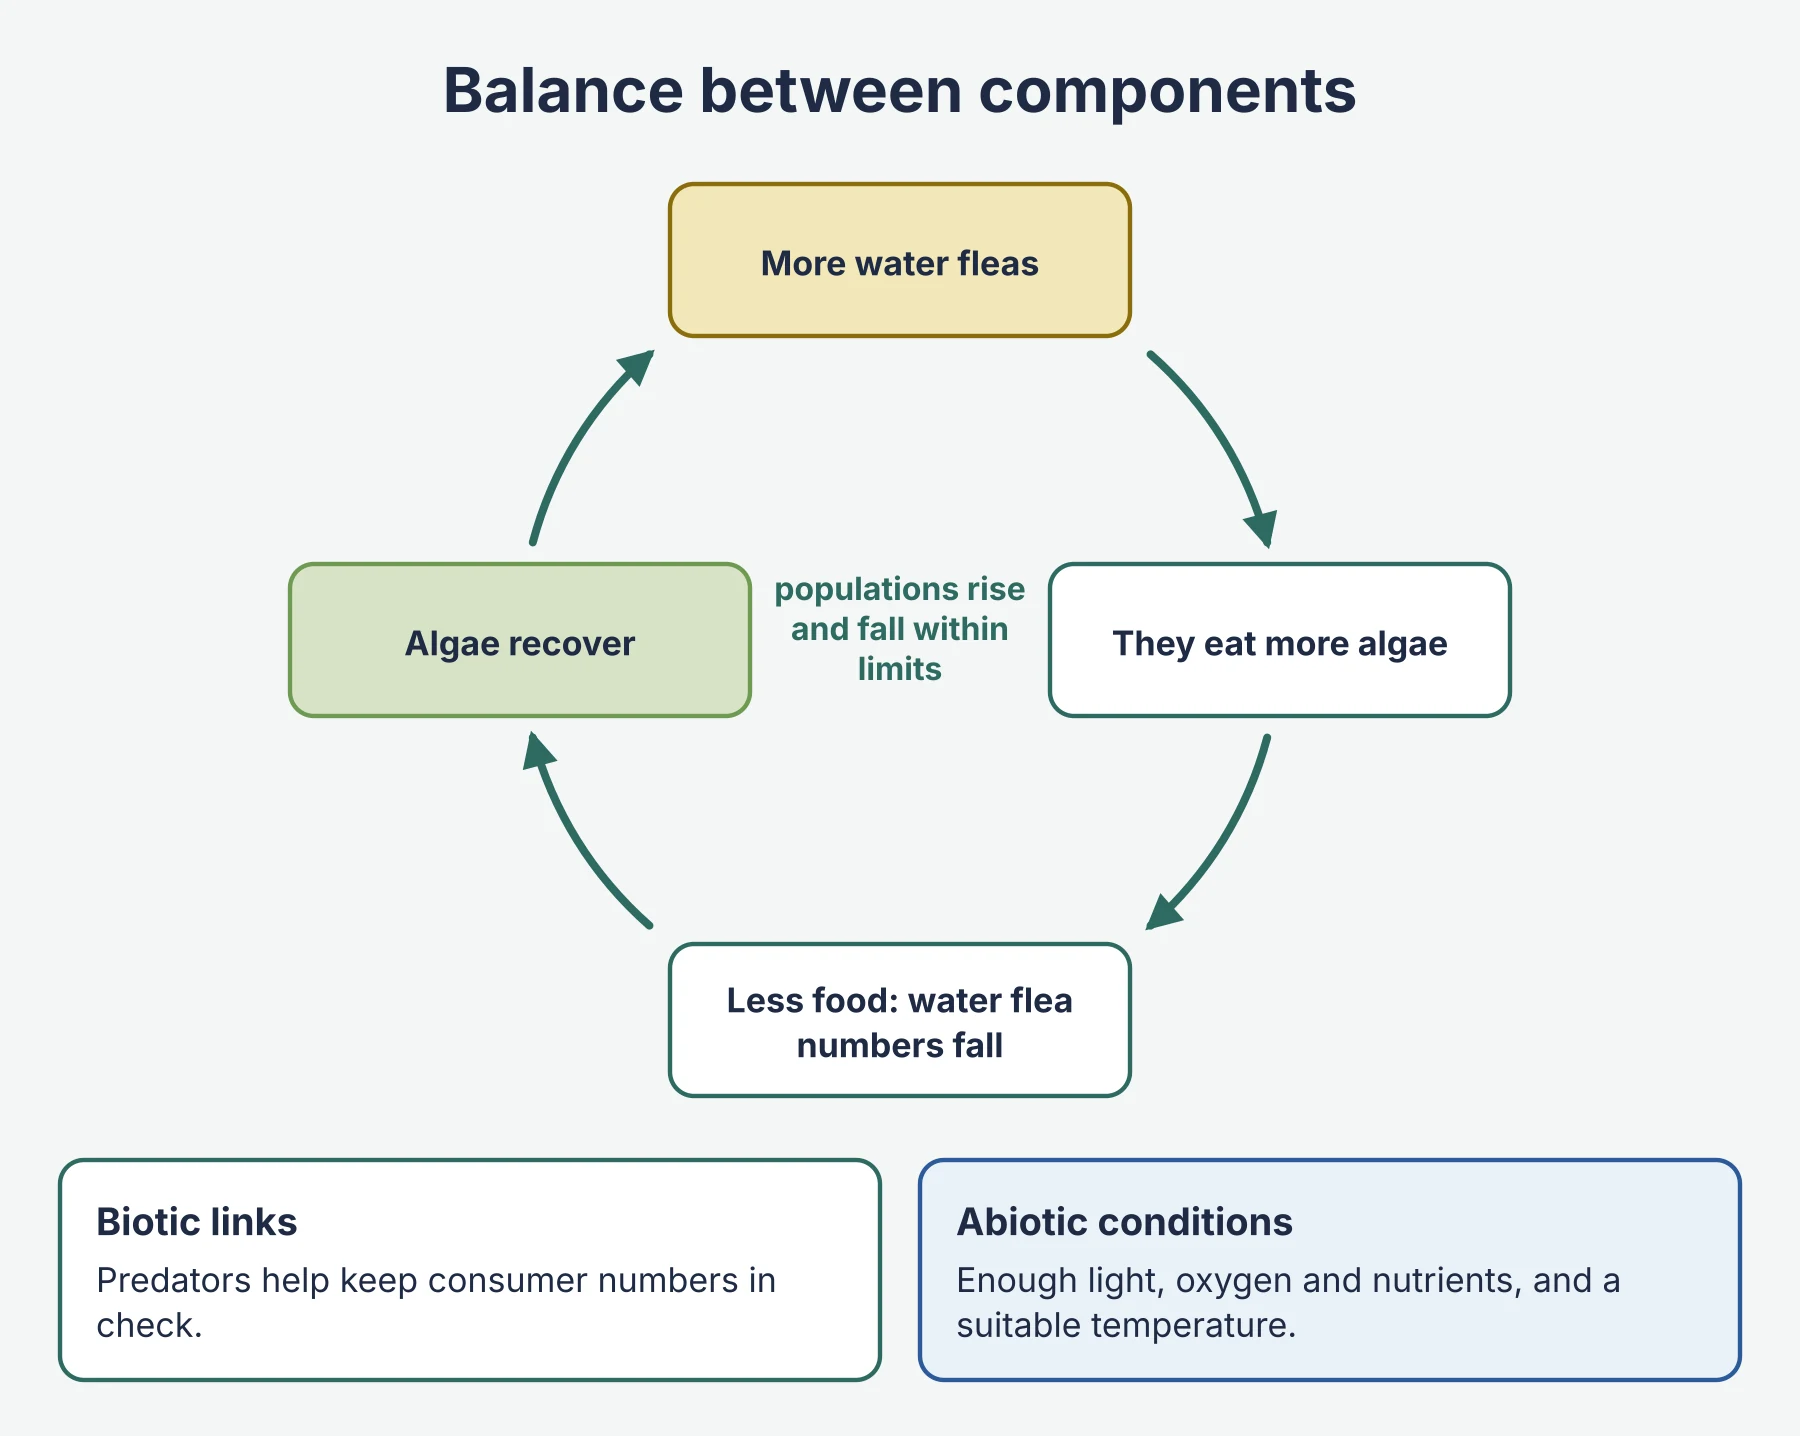 Balance between components
More water fleas
Algae recover
populations rise
and fall within
limits
They eat more algae
Less food: water flea
numbers fall
Biotic links
Predators help keep consumer numbers in
check.
Abiotic conditions
Enough light, oxygen and nutrients, and a
suitable temperature.